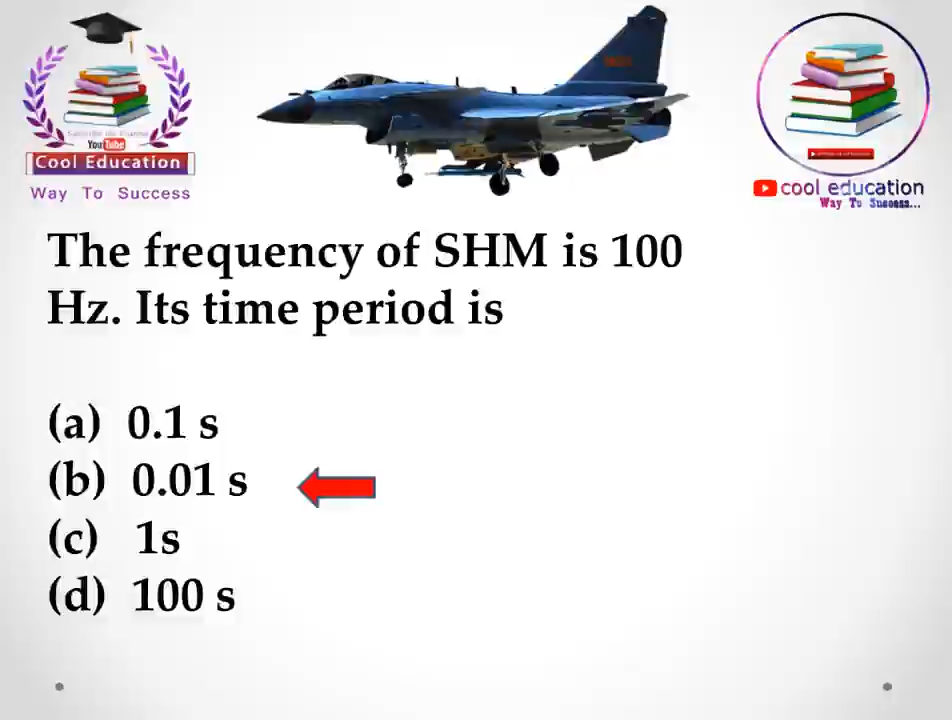 YouTube
Cool Education
Way To Success
cool education
Way To Success...
The frequency of SHM is 100
Hz. Its time period is
(a) 0.1 s
(b) 0.01 s
(c) 1s
(d) 100 s